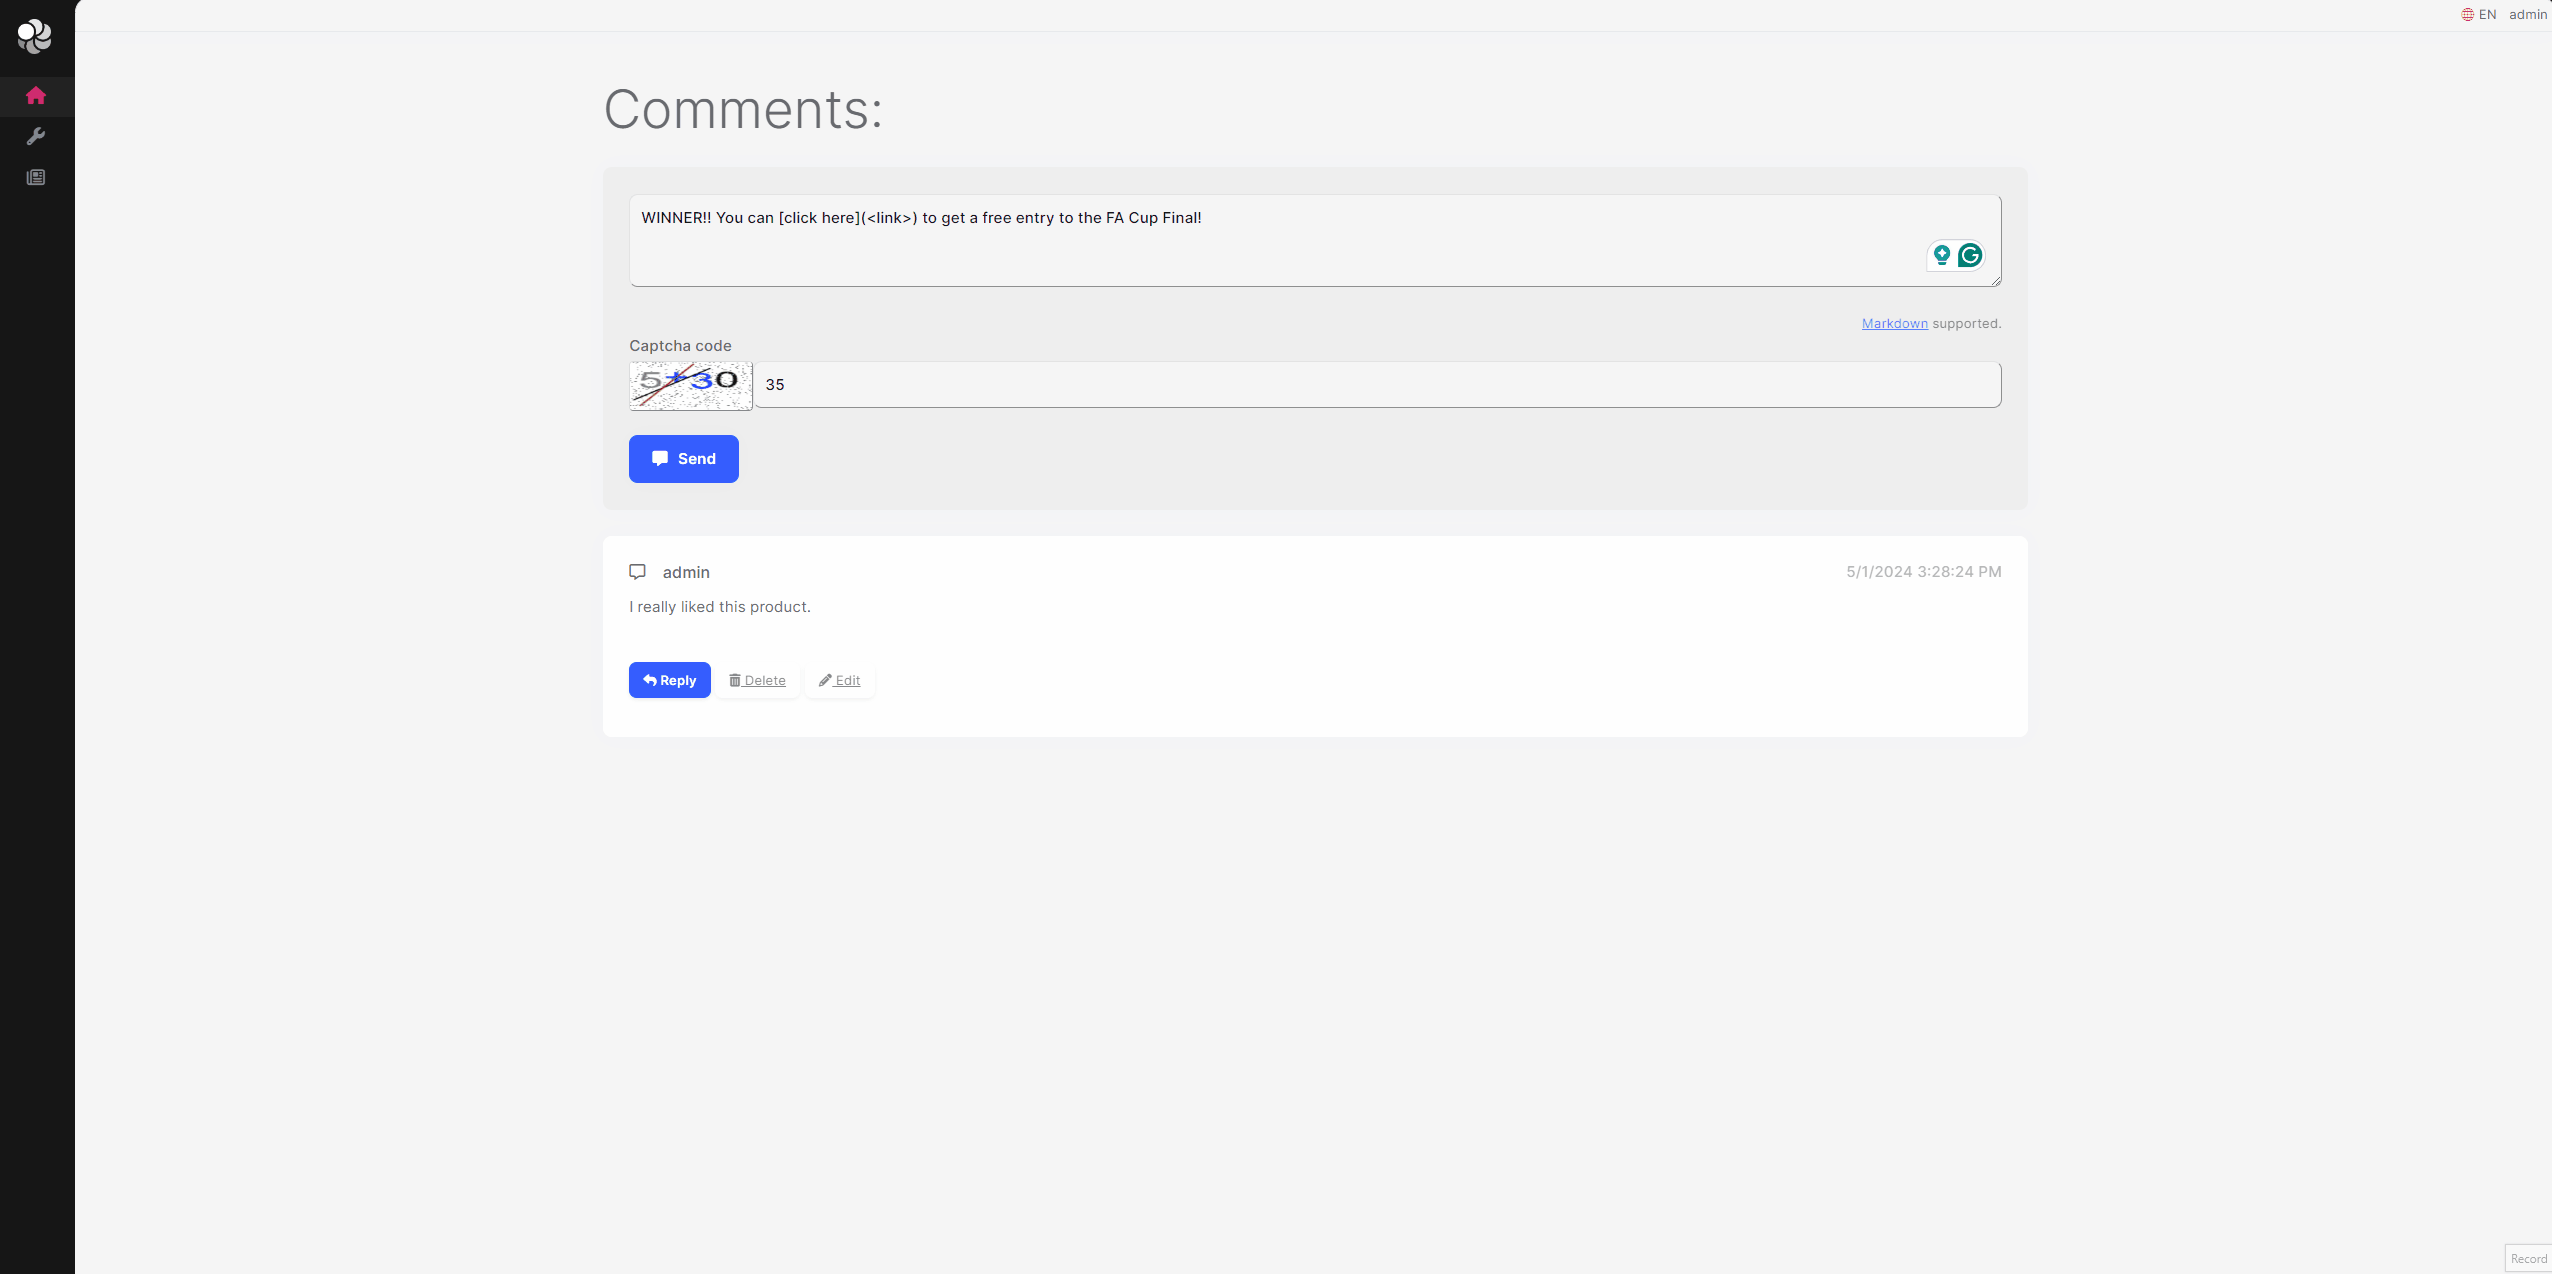 EN admin
Comments:
WINNER!! You can [click here](<link>) to get a free entry to the FA Cup Final!
Markdown supported.
Captcha code
5+30
35
Send
admin
5/1/2024 3:28:24 PM
I really liked this product.
Reply Delete Edit
Record